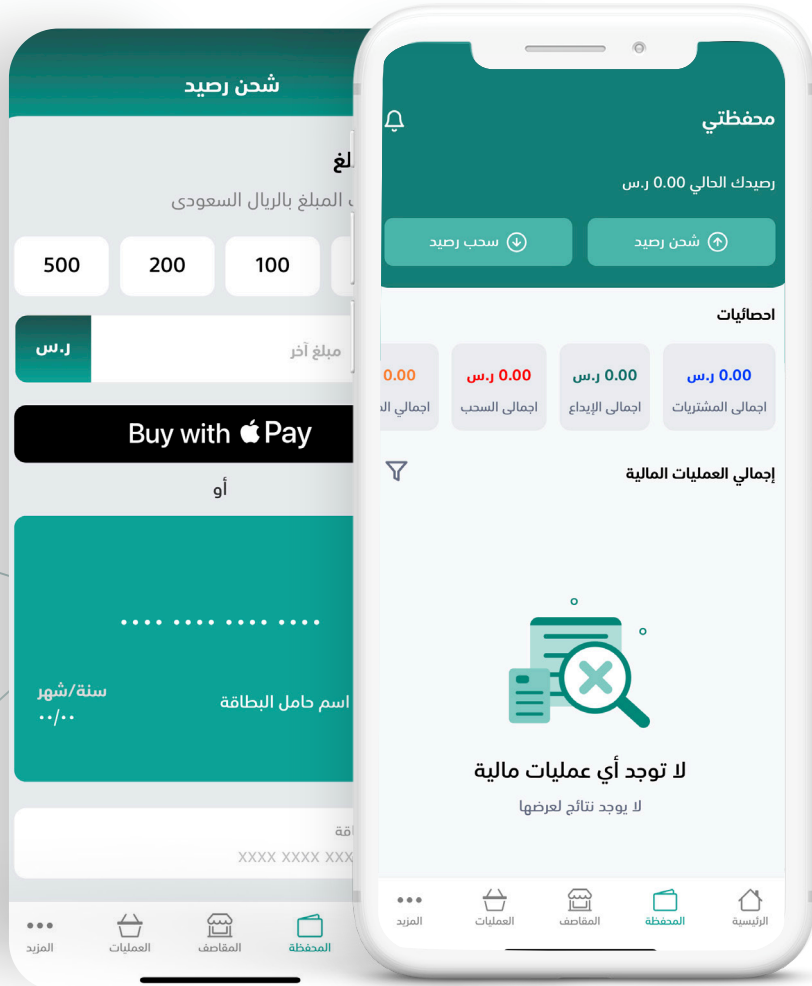 محفظتي
رصيدك الحالي 0.00 ر.س
شحن رصيد
سحب رصيد
احصائيات
0.00 ر.س
0.00 ر.س
0.00 ر.س
0.00
اجمالى المشتريات
اجمالى الإيداع
اجمالى السحب
اجمالي
إجمالي العمليات المالية
لا توجد أي عمليات مالية
لا يوجد نتائج لعرضها
الرئيسية
المحفظة
المقاصف
العمليات
المزيد
شحن رصيد
المبلغ بالريال السعودى
100
200
500
مبلغ آخر
ر.س
Buy with Pay
أو
•••• •••• •••• ••••
اسم حامل البطاقة
سنة/شهر
••/••
XXXX XXXX XXX
المحفظة
المقاصف
العمليات
المزيد